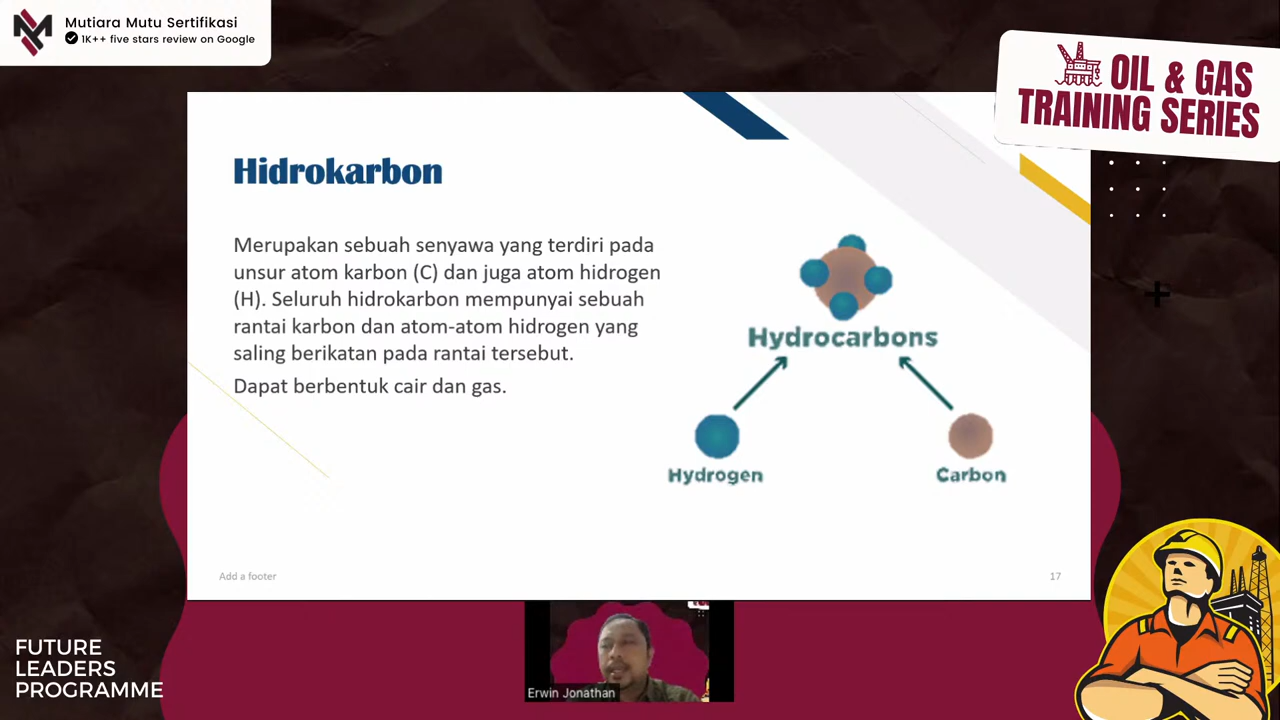 Mutiara Mutu Sertifikasi
1K++ five stars review on Google
OIL & GAS
TRAINING SERIES
Hidrokarbon
Merupakan sebuah senyawa yang terdiri pada
unsur atom karbon (C) dan juga atom hidrogen
(H). Seluruh hidrokarbon mempunyai sebuah
rantai karbon dan atom-atom hidrogen yang
saling berikatan pada rantai tersebut.
Dapat berbentuk cair dan gas.
Hydrocarbons
Hydrogen
Carbon
Add a footer
17
FUTURE
LEADERS
PROGRAMME
Erwin Jonathan